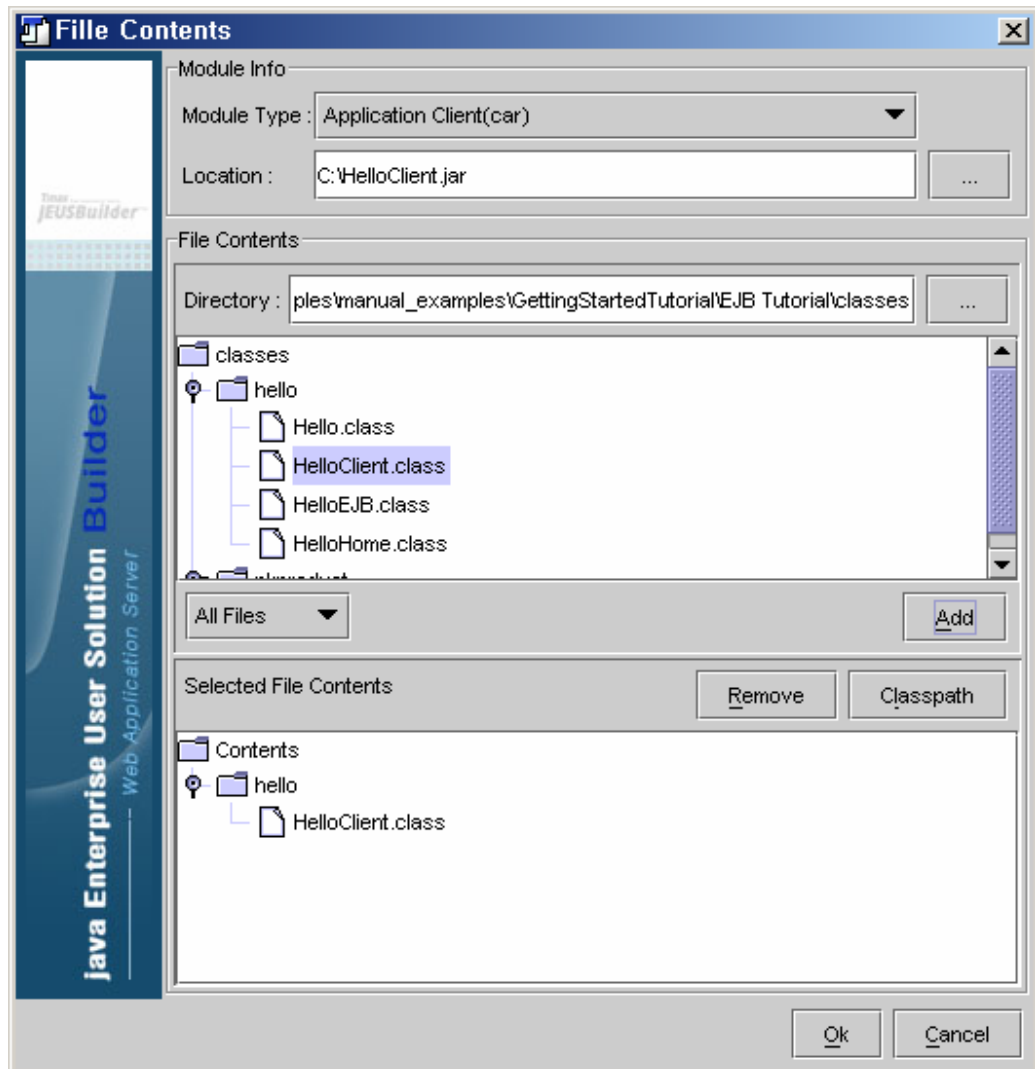 Fille Contents
Module Info
Module Type : Application Client(car)
Location : C:\HelloClient.jar ...
Tmax
JEUSBuilder
File Contents
Directory : ples\manual_examples\GettingStartedTutorial\EJB Tutorial\classes ...
classes
hello
Hello.class
HelloClient.class
HelloEJB.class
HelloHome.class
All Files Add
Selected File Contents Remove Classpath
Contents
hello
HelloClient.class
java Enterprise User Solution Builder
Web Application Server
Ok Cancel